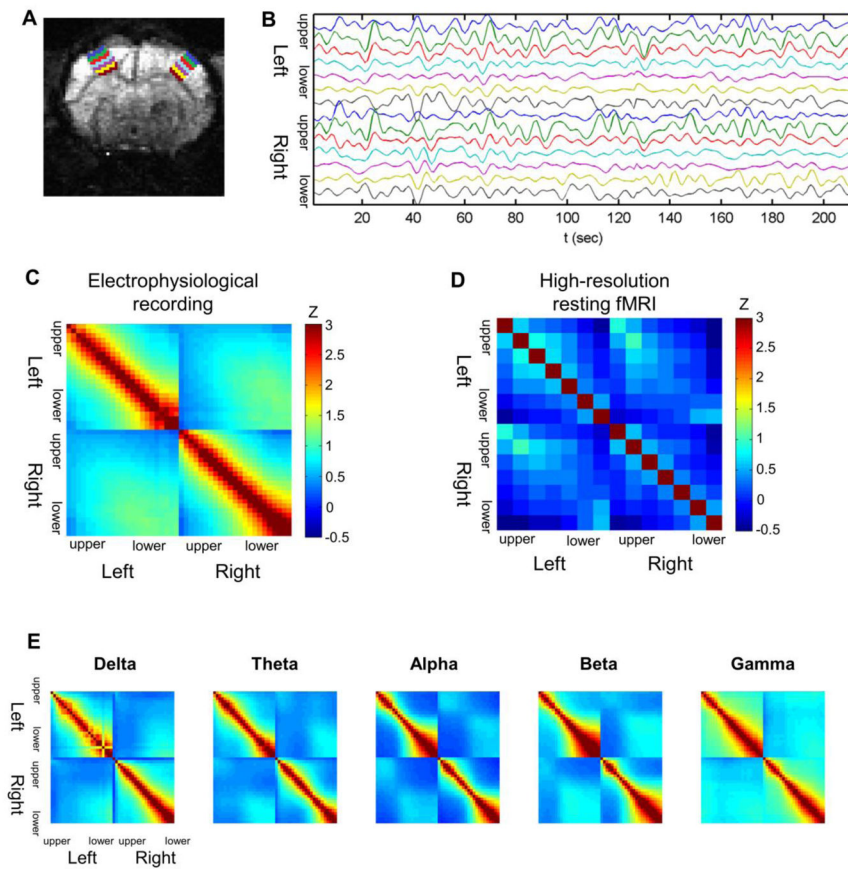 A
B
upper
Left
lower
upper
Right
lower
20 40 60 80 100 120 140 160 180 200
t (sec)
C
Electrophysiological
recording
Z
upper
Left
lower
upper
Right
lower
3
2.5
2
1.5
1
0.5
0
-0.5
upper lower upper lower
Left Right
D
High-resolution
resting fMRI
Z
upper
Left
lower
upper
Right
lower
3
2.5
2
1.5
1
0.5
0
-0.5
upper lower upper lower
Left Right
E
Delta Theta Alpha Beta Gamma
upper
Left
lower
upper
Right
lower
upper lower upper lower
Left Right